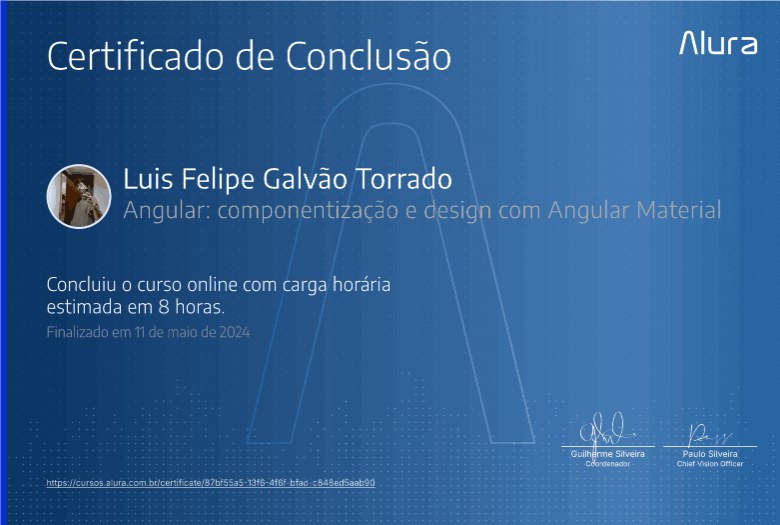 Certificado de Conclusão
Alura
Luis Felipe Galvão Torrado
Angular: componentização e design com Angular Material
Concluiu o curso online com carga horária
estimada em 8 horas.
Finalizado em 11 de maio de 2024
Guilherme Silveira
Coordenador
Paulo Silveira
Chief Vision Officer
https://cursos.alura.com.br/certificate/87bf55a5-13f6-4f6f-bfad-c848ed5aab90